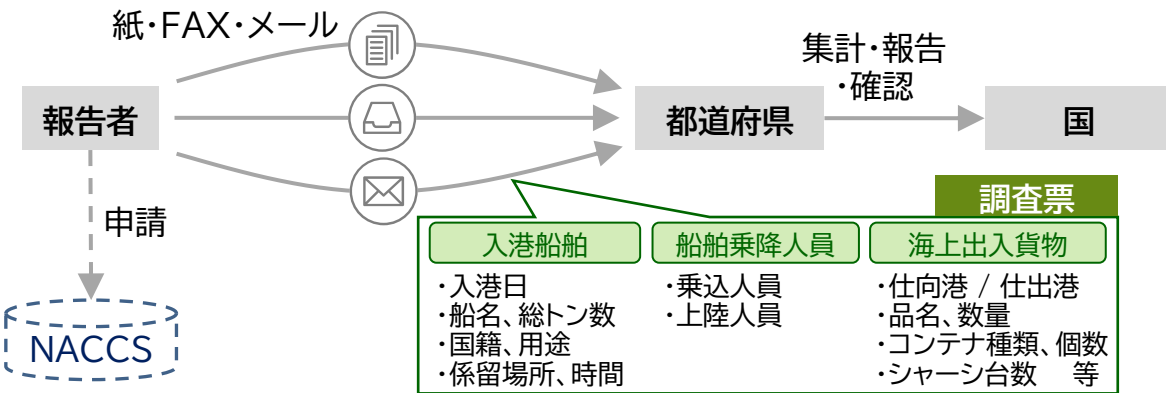 紙・FAX・メール
集計・報告
・確認
報告者
都道府県
国
申請
NACCS
調査票
入港船舶
・入港日
・船名、総トン数
・国籍、用途
・係留場所、時間
船舶乗降人員
・乗込人員
・上陸人員
海上出入貨物
・仕向港 / 仕出港
・品名、数量
・コンテナ種類、個数
・シャーシ台数　等